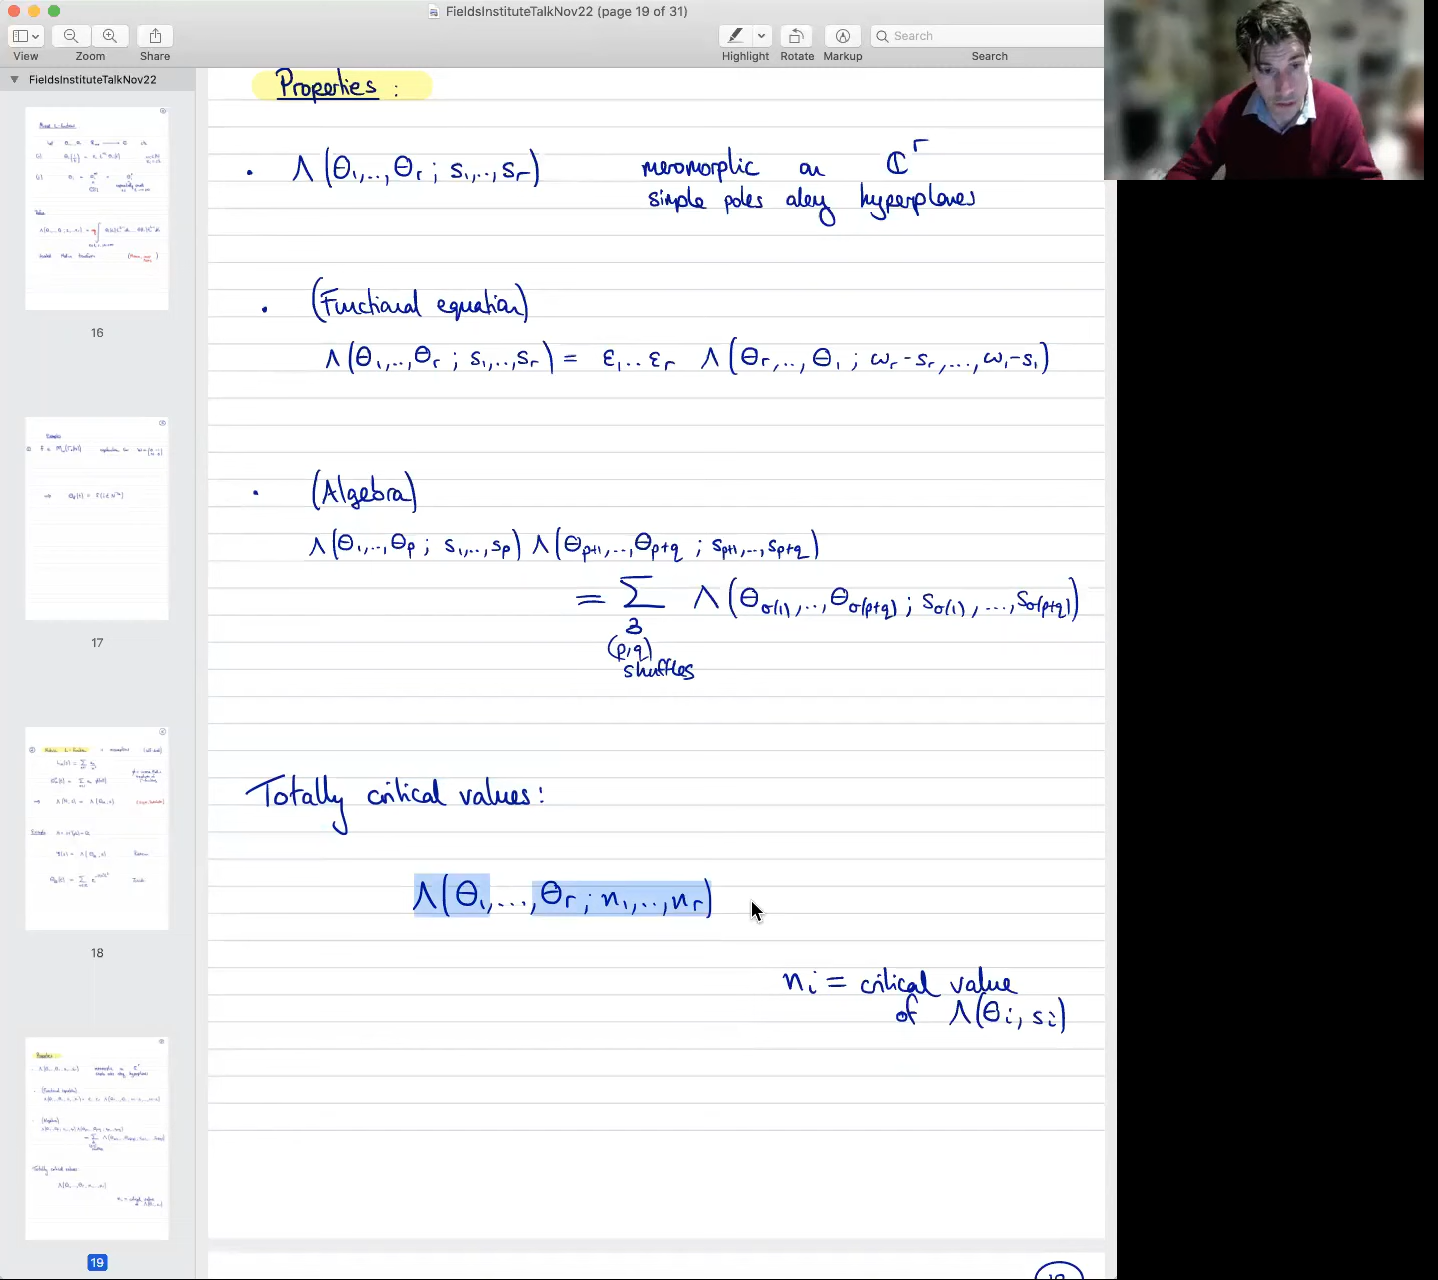 FieldsInstituteTalkNov22 (page 19 of 31)
View
Zoom
Share
Highlight
Rotate
Markup
Search
Search
FieldsInstituteTalkNov22
16
17
18
19
Properties :
· Λ(θ₁,..,θᵣ ; s₁,..,sᵣ) meromorphic on ℂʳ
simple poles along hyperplanes
· (Functional equation)
Λ(θ₁,..,θᵣ ; s₁,..,sᵣ) = ε₁..εᵣ Λ(θᵣ,..,θ₁ ; ωᵣ-sᵣ,...,ω₁-s₁)
· (Algebra)
Λ(θ₁,..,θₚ ; s₁,..,sₚ) Λ(θₚ₊₁,..,θₚ₊q ; sₚ₊₁,..,sₚ₊q)
= Σ Λ(θσ(1),..,θσ(p+q) ; sσ(1),...,sσ(p+q))
σ
(p,q)
shuffles
Totally critical values :
Λ(θ₁,...,θᵣ ; n₁,..,nᵣ)
nᵢ = critical value
of Λ(θᵢ, sᵢ)